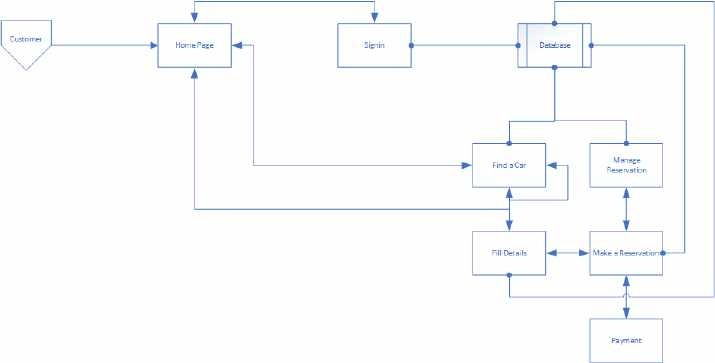 Customer
Home Page
Signin
Database
Find a Car
Manage
Reservation
Fill Details
Make a Reservation
Payment